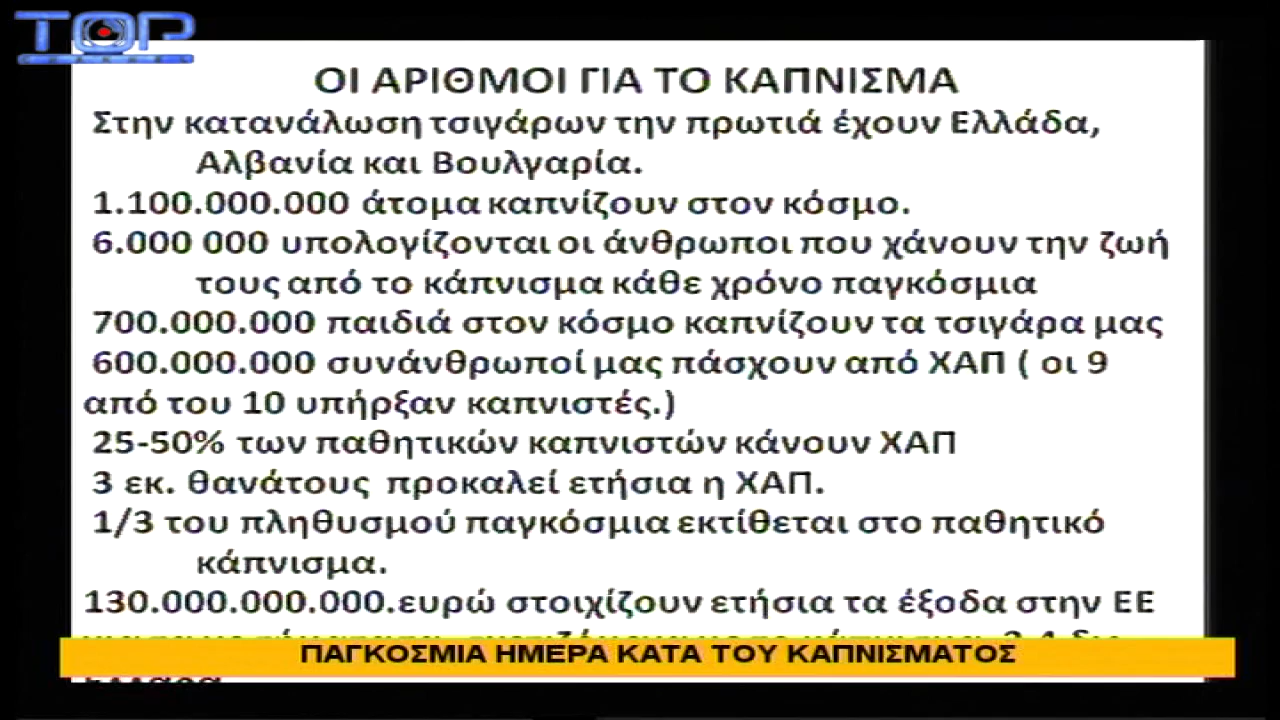 TOP
ΟΙ ΑΡΙΘΜΟΙ ΓΙΑ ΤΟ ΚΑΠΝΙΣΜΑ
Στην κατανάλωση τσιγάρων την πρωτιά έχουν Ελλάδα,
Αλβανία και Βουλγαρία.
1.100.000.000 άτομα καπνίζουν στον κόσμο.
6.000 000 υπολογίζονται οι άνθρωποι που χάνουν την ζωή
τους από το κάπνισμα κάθε χρόνο παγκόσμια
700.000.000 παιδιά στον κόσμο καπνίζουν τα τσιγάρα μας
600.000.000 συνάνθρωποί μας πάσχουν από ΧΑΠ ( οι 9
από του 10 υπήρξαν καπνιστές.)
25-50% των παθητικών καπνιστών κάνουν ΧΑΠ
3 εκ. θανάτους προκαλεί ετήσια η ΧΑΠ.
1/3 του πληθυσμού παγκόσμια εκτίθεται στο παθητικό
κάπνισμα.
130.000.000.000.ευρώ στοιχίζουν ετήσια τα έξοδα στην ΕΕ
ΠΑΓΚΟΣΜΙΑ ΗΜΕΡΑ ΚΑΤΑ ΤΟΥ ΚΑΠΝΙΣΜΑΤΟΣ